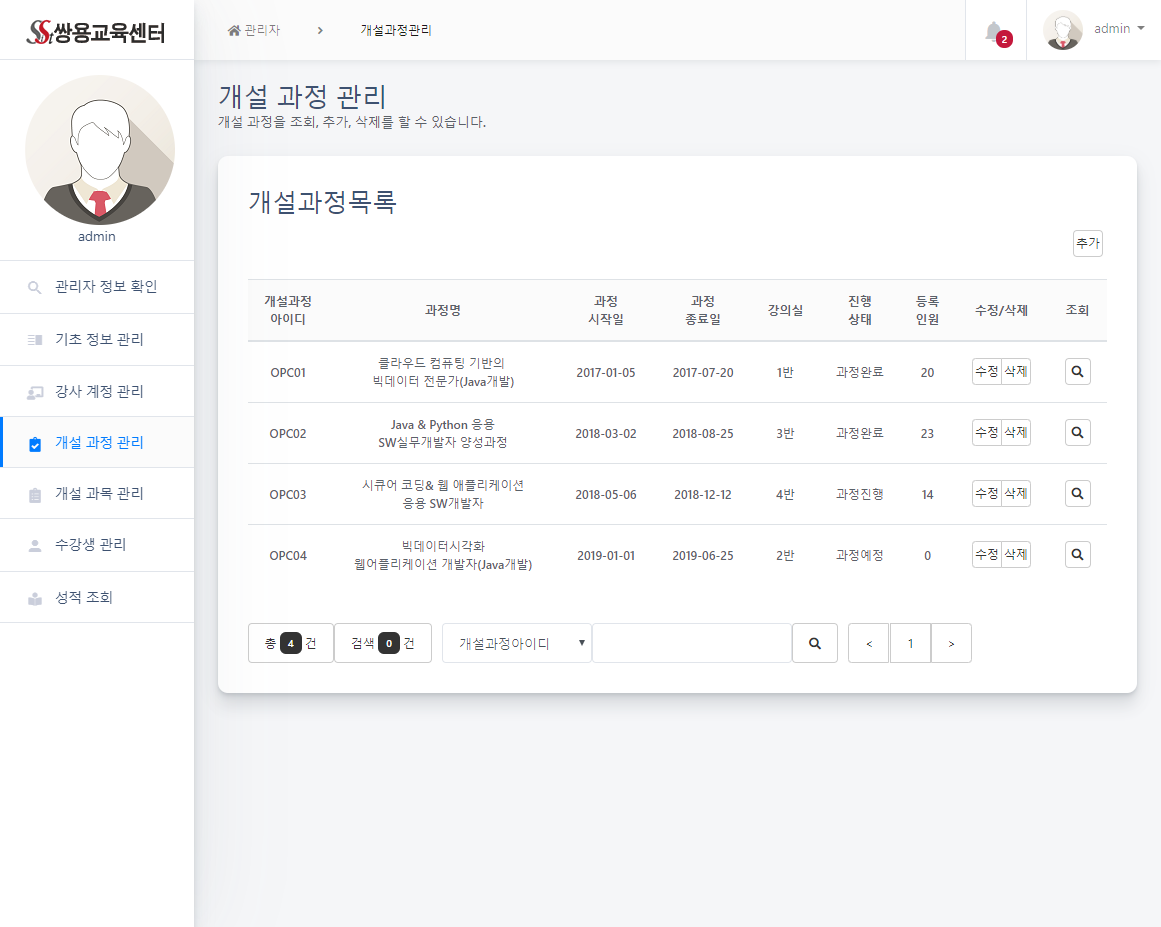 쌍용교육센터
관리자 > 개설과정관리
2
admin
admin
관리자 정보 확인
기초 정보 관리
강사 계정 관리
개설 과정 관리
개설 과목 관리
수강생 관리
성적 조회
개설 과정 관리
개설 과정을 조회, 추가, 삭제를 할 수 있습니다.
개설과정목록
추가
개설과정 아이디 과정명 과정 시작일 과정 종료일 강의실 진행 상태 등록 인원 수정/삭제 조회
OPC01 클라우드 컴퓨팅 기반의 빅데이터 전문가(Java개발) 2017-01-05 2017-07-20 1반 과정완료 20 수정 삭제
OPC02 Java & Python 응용 SW실무개발자 양성과정 2018-03-02 2018-08-25 3반 과정완료 23 수정 삭제
OPC03 시큐어 코딩& 웹 애플리케이션 응용 SW개발자 2018-05-06 2018-12-12 4반 과정진행 14 수정 삭제
OPC04 빅데이터시각화 웹어플리케이션 개발자(Java개발) 2019-01-01 2019-06-25 2반 과정예정 0 수정 삭제
총 4 건 검색 0 건 개설과정아이디 < 1 >